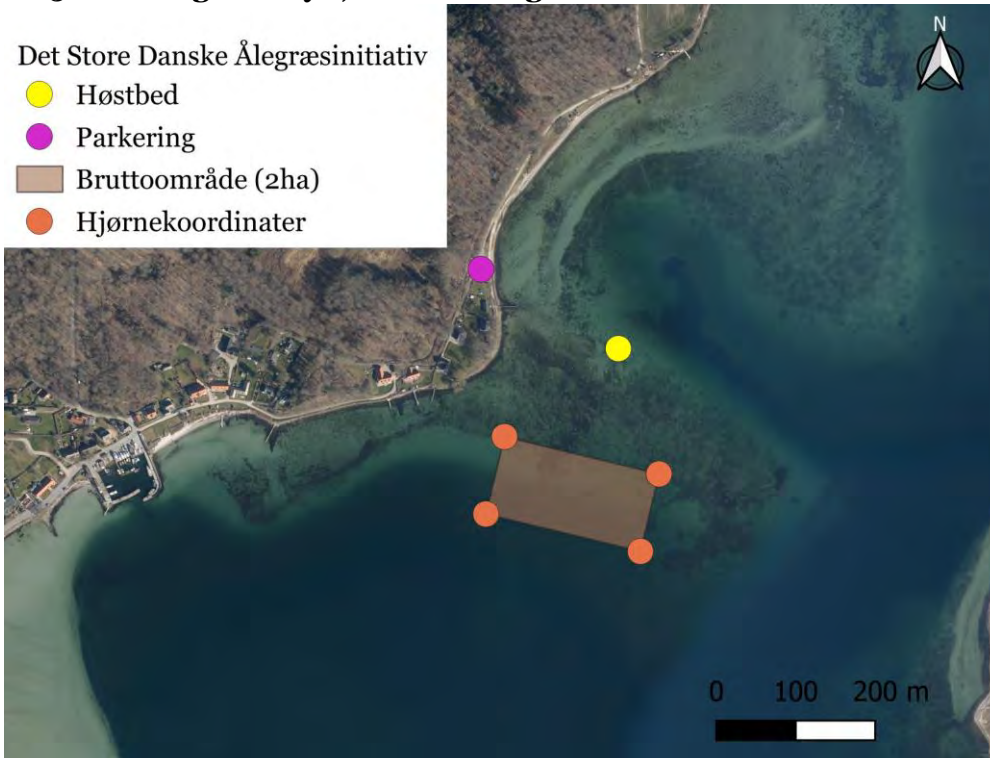 Det Store Danske Ålegræsinitiativ
Høstbed
Parkering
Bruttoområde (2ha)
Hjørnekoordinater
N
0 100 200 m